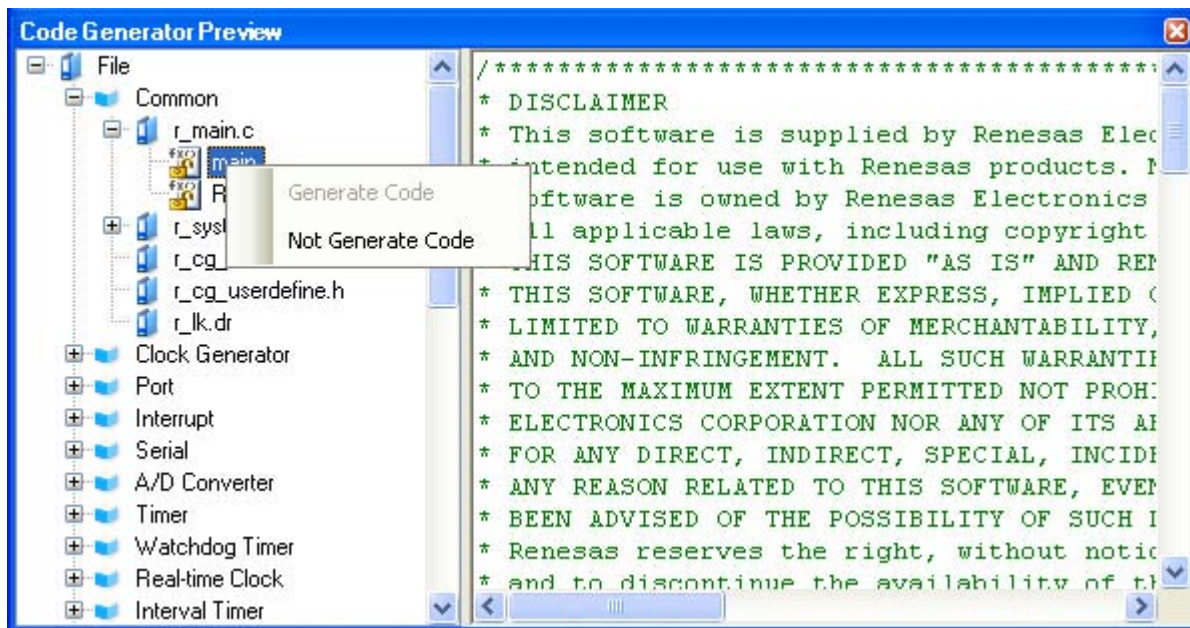 Code Generator Preview
File
Common
r_main.c
main
R
r_syst
r_cg_
r_cg_userdefine.h
r_lk.dr
Clock Generator
Port
Interrupt
Serial
A/D Converter
Timer
Watchdog Timer
Real-time Clock
Interval Timer
Generate Code
Not Generate Code
/******************************************
* DISCLAIMER
* This software is supplied by Renesas Elec
intended for use with Renesas products.
software is owned by Renesas Electronics
all applicable laws, including copyright
THIS SOFTWARE IS PROVIDED "AS IS" AND REN
* THIS SOFTWARE, WHETHER EXPRESS, IMPLIED
* LIMITED TO WARRANTIES OF MERCHANTABILITY,
* AND NON-INFRINGEMENT.  ALL SUCH WARRANTIE
* TO THE MAXIMUM EXTENT PERMITTED NOT PROH
* ELECTRONICS CORPORATION NOR ANY OF ITS AF
* FOR ANY DIRECT, INDIRECT, SPECIAL, INCIDE
* ANY REASON RELATED TO THIS SOFTWARE, EVEN
* BEEN ADVISED OF THE POSSIBILITY OF SUCH
* Renesas reserves the right, without notic
* and to discontinue the availability of th